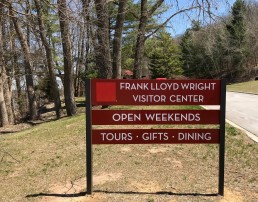 FRANK LLOYD WRIGHT
VISITOR CENTER
OPEN WEEKENDS
TOURS · GIFTS · DINING